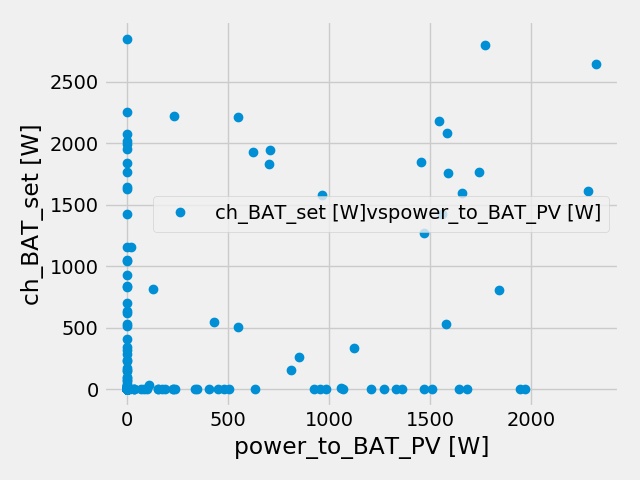 2500
2000
1500
1000
500
0
ch_BAT_set [W]
ch_BAT_set [W]vspower_to_BAT_PV [W]
0 500 1000 1500 2000
power_to_BAT_PV [W]